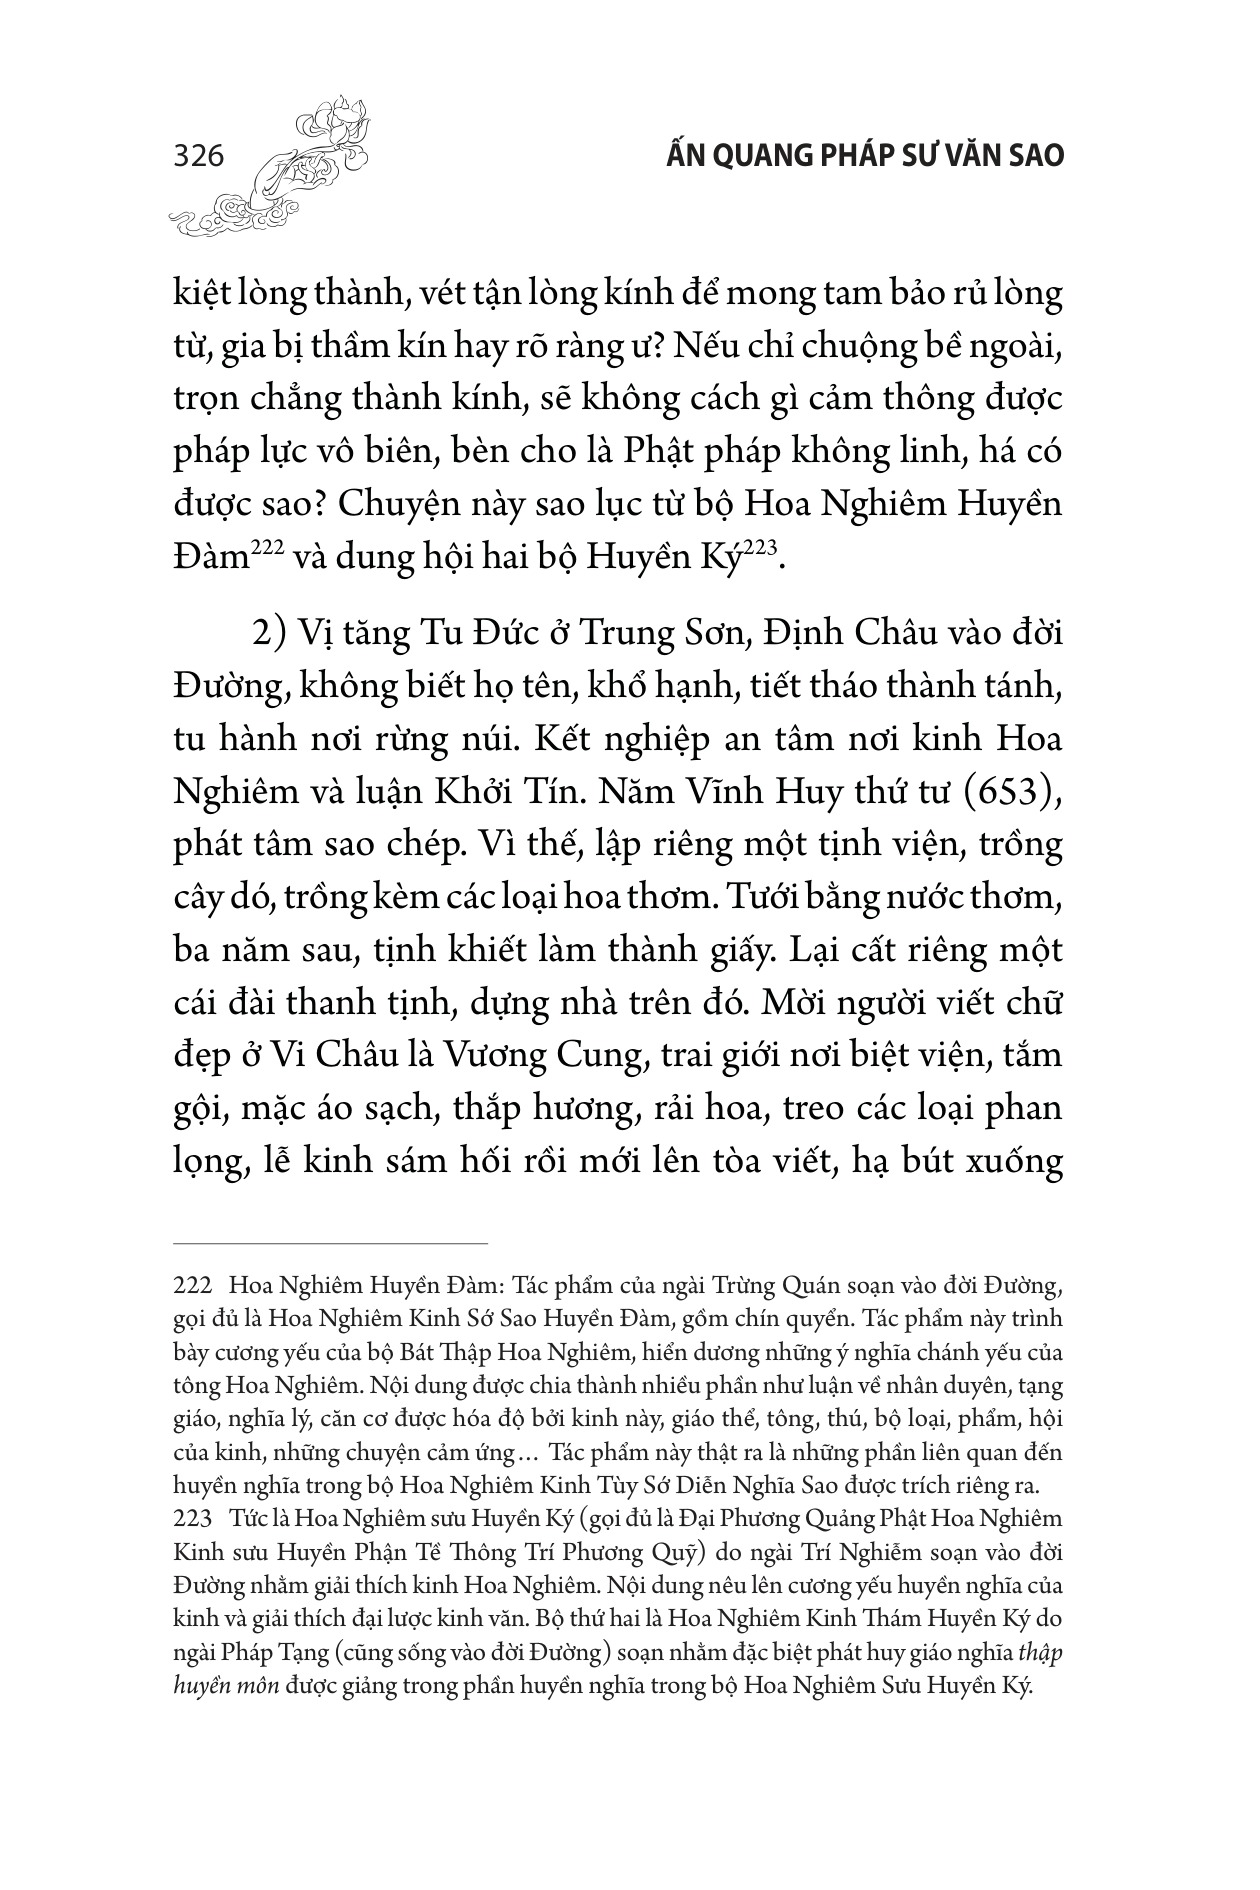 326
ẤN QUANG PHÁP SƯ VĂN SAO
kiệt lòng thành, vét tận lòng kính để mong tam bảo rủ lòng
từ, gia bị thầm kín hay rõ ràng ư? Nếu chỉ chuộng bề ngoài,
trọn chẳng thành kính, sẽ không cách gì cảm thông được
pháp lực vô biên, bèn cho là Phật pháp không linh, há có
được sao? Chuyện này sao lục từ bộ Hoa Nghiêm Huyền
Đàm222 và dung hội hai bộ Huyền Ký223.
2) Vị tăng Tu Đức ở Trung Sơn, Định Châu vào đời
Đường, không biết họ tên, khổ hạnh, tiết tháo thành tánh,
tu hành nơi rừng núi. Kết nghiệp an tâm nơi kinh Hoa
Nghiêm và luận Khởi Tín. Năm Vĩnh Huy thứ tư (653),
phát tâm sao chép. Vì thế, lập riêng một tịnh viện, trồng
cây dó, trồng kèm các loại hoa thơm. Tưới bằng nước thơm,
ba năm sau, tịnh khiết làm thành giấy. Lại cất riêng một
cái đài thanh tịnh, dựng nhà trên đó. Mời người viết chữ
đẹp ở Vi Châu là Vương Cung, trai giới nơi biệt viện, tắm
gội, mặc áo sạch, thắp hương, rải hoa, treo các loại phan
lọng, lễ kinh sám hối rồi mới lên tòa viết, hạ bút xuống
222 Hoa Nghiêm Huyền Đàm: Tác phẩm của ngài Trừng Quán soạn vào đời Đường,
gọi đủ là Hoa Nghiêm Kinh Sớ Sao Huyền Đàm, gồm chín quyển. Tác phẩm này trình
bày cương yếu của bộ Bát Thập Hoa Nghiêm, hiển dương những ý nghĩa chánh yếu của
tông Hoa Nghiêm. Nội dung được chia thành nhiều phần như luận về nhân duyên, tạng
giáo, nghĩa lý, căn cơ được hóa độ bởi kinh này, giáo thể, tông, thú, bộ loại, phẩm, hội
của kinh, những chuyện cảm ứng… Tác phẩm này thật ra là những phần liên quan đến
huyền nghĩa trong bộ Hoa Nghiêm Kinh Tùy Sớ Diễn Nghĩa Sao được trích riêng ra.
223 Tức là Hoa Nghiêm sưu Huyền Ký (gọi đủ là Đại Phương Quảng Phật Hoa Nghiêm
Kinh sưu Huyền Phận Tề Thông Trí Phương Quỹ) do ngài Trí Nghiễm soạn vào đời
Đường nhằm giải thích kinh Hoa Nghiêm. Nội dung nêu lên cương yếu huyền nghĩa của
kinh và giải thích đại lược kinh văn. Bộ thứ hai là Hoa Nghiêm Kinh Thám Huyền Ký do
ngài Pháp Tạng (cũng sống vào đời Đường) soạn nhằm đặc biệt phát huy giáo nghĩa thập
huyền môn được giảng trong phần huyền nghĩa trong bộ Hoa Nghiêm Sưu Huyền Ký.